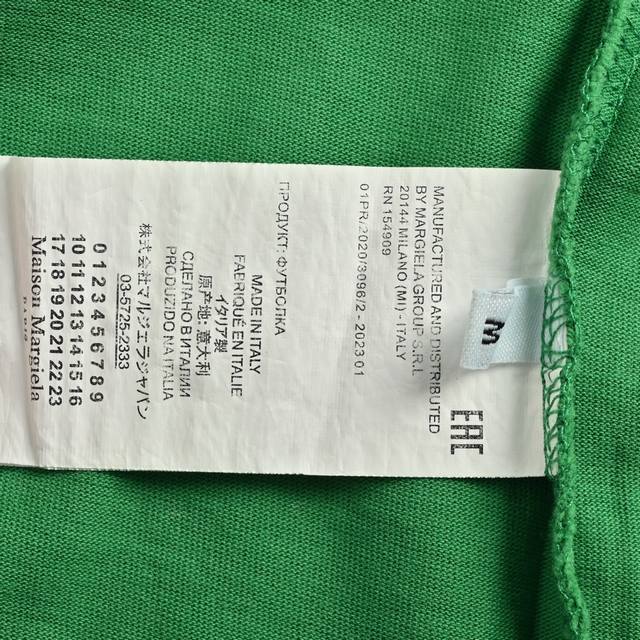 M
MANUFACTURED AND DISTRIBUTED
BY MARGIELA GROUP S.R.L.
20144 MILANO (MI) - ITALY
RN 154909
EAC
01PR/2020/3096/2 - 2023 01
ПРОДУКТ: ФУТБОЛКА
MADE IN ITALY
FABRIQUÉ EN ITALIE
イタリア製
原产地: 意大利
СДЕЛАНО В ИТАЛИИ
PRODUZIDO NA ITALIA
株式会社マルジェラジャパン
03-5725-2333
0 1 2 3 4 5 6 7 8 9
10 11 12 13 14 15 16
17 18 19 20 21 22 23
Maison Margiela
PARIS